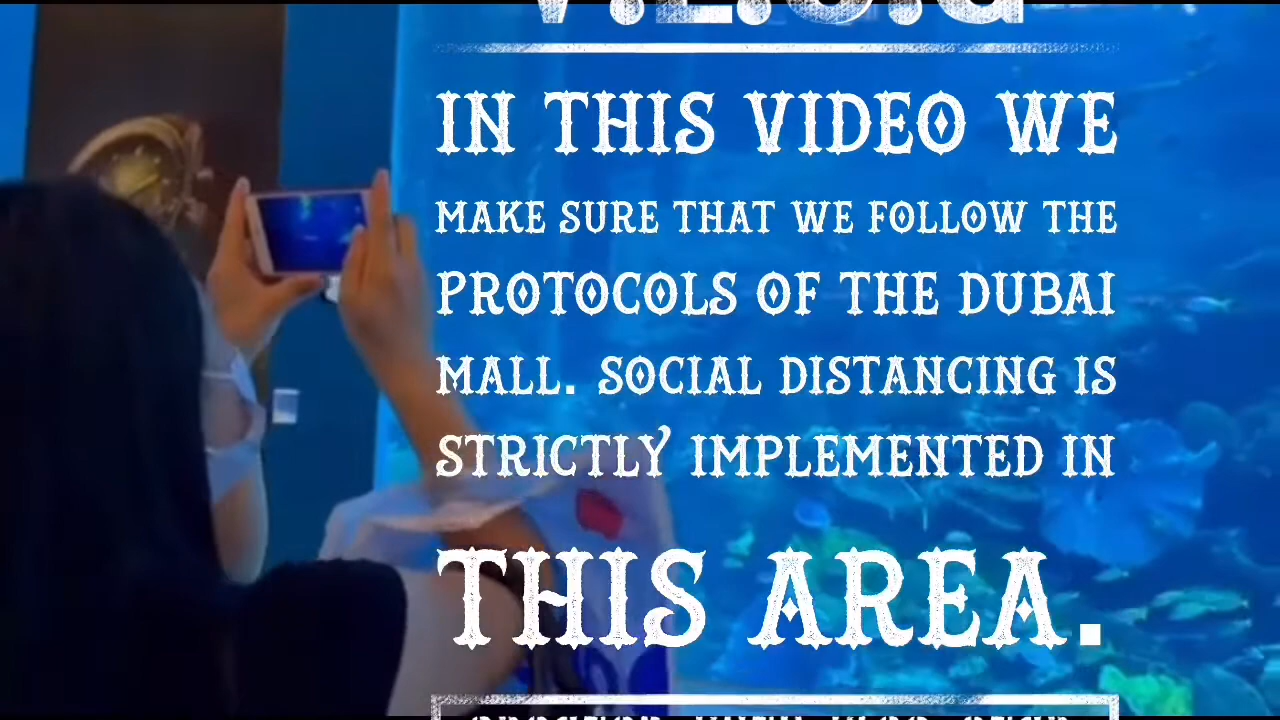 V.L.O.G
IN THIS VIDEO WE
MAKE SURE THAT WE FOLLOW THE
PROTOCOLS OF THE DUBAI
MALL. SOCIAL DISTANCING IS
STRICTLY IMPLEMENTED IN
THIS AREA.